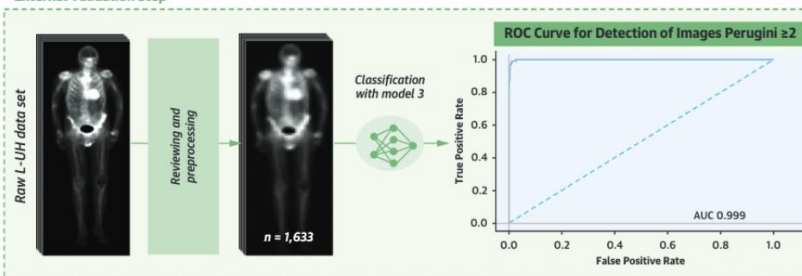 Raw L-UH data set
Reviewing and
preprocessing
n = 1,633
Classification
with model 3
ROC Curve for Detection of Images Perugini ≥2
True Positive Rate
1.0
0.8
0.6
0.4
0.2
0.0
AUC 0.999
0.0
0.2
0.4
0.6
0.8
1.0
False Positive Rate